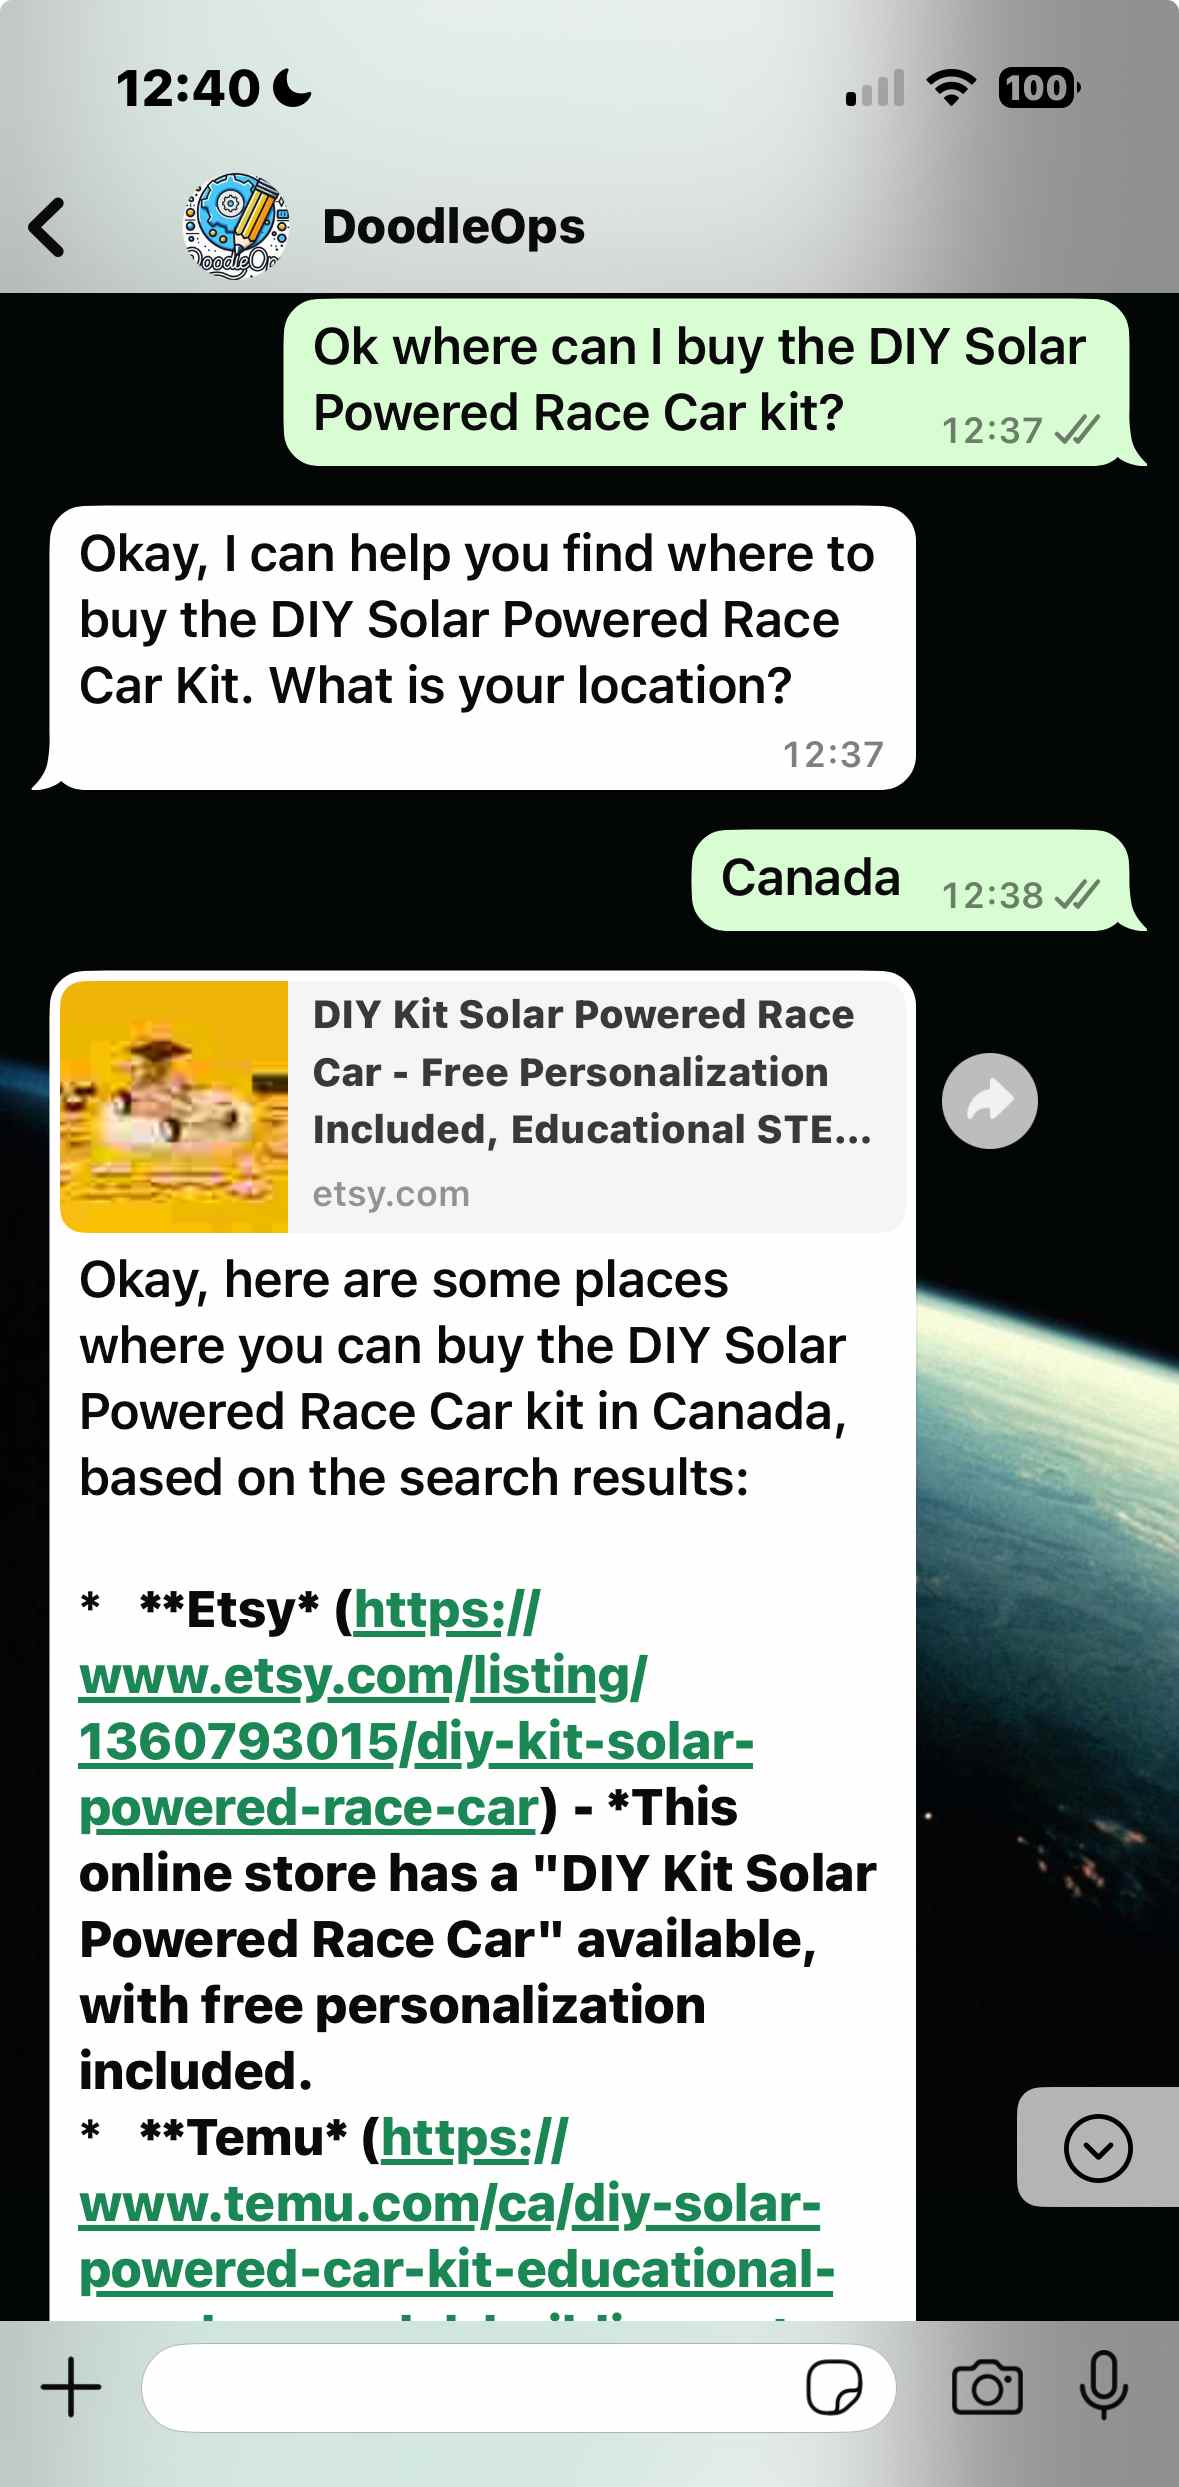 12:40
100
DoodleOps
DoodleOp
Ok where can I buy the DIY Solar
Powered Race Car kit?
12:37
Okay, I can help you find where to
buy the DIY Solar Powered Race
Car Kit. What is your location?
12:37
Canada
12:38
DIY Kit Solar Powered Race
Car - Free Personalization
Included, Educational STE...
etsy.com
Okay, here are some places
where you can buy the DIY Solar
Powered Race Car kit in Canada,
based on the search results:
* **Etsy* (https://
www.etsy.com/listing/
1360793015/diy-kit-solar-
powered-race-car) - *This
online store has a "DIY Kit Solar
Powered Race Car" available,
with free personalization
included.
* **Temu* (https://
www.temu.com/ca/diy-solar-
powered-car-kit-educational-